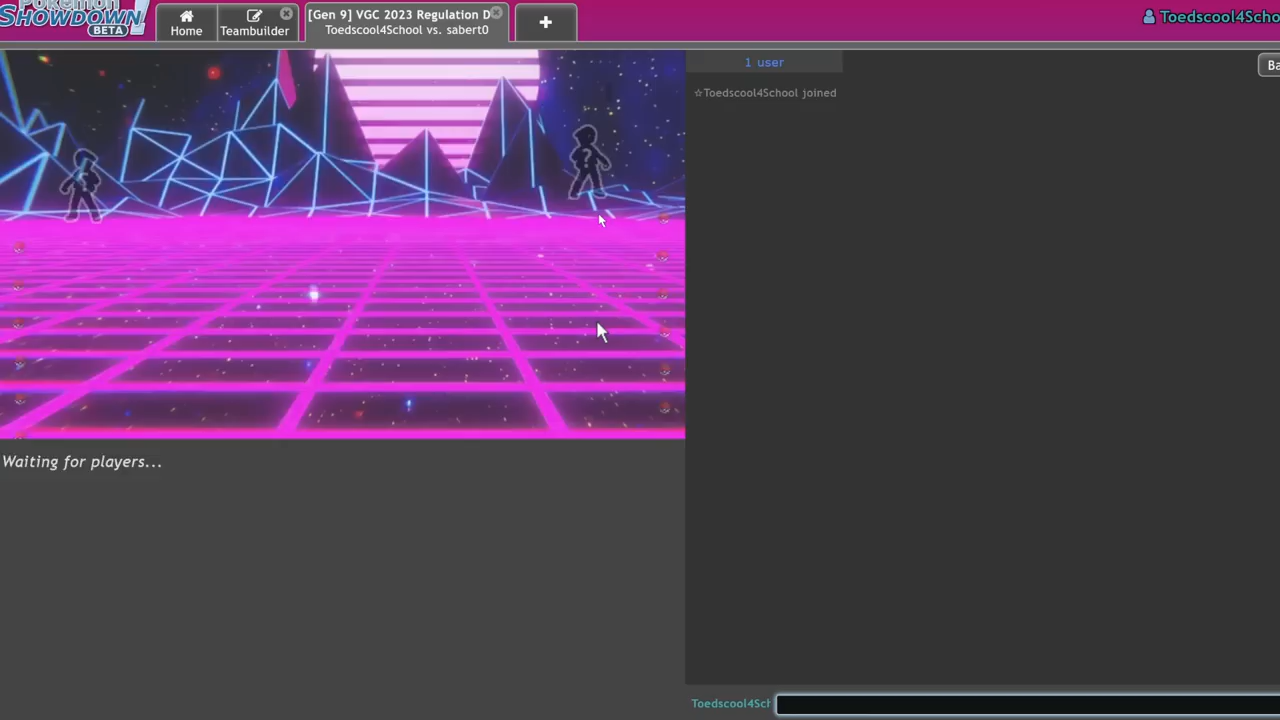 Pokémon
SHOWDOWN!
BETA
Home
Teambuilder
[Gen 9] VGC 2023 Regulation D
Toedscool4School vs. sabert0
+
Toedscool4Scho
1 user
Ba
☆Toedscool4School joined
Waiting for players...
Toedscool4Sch